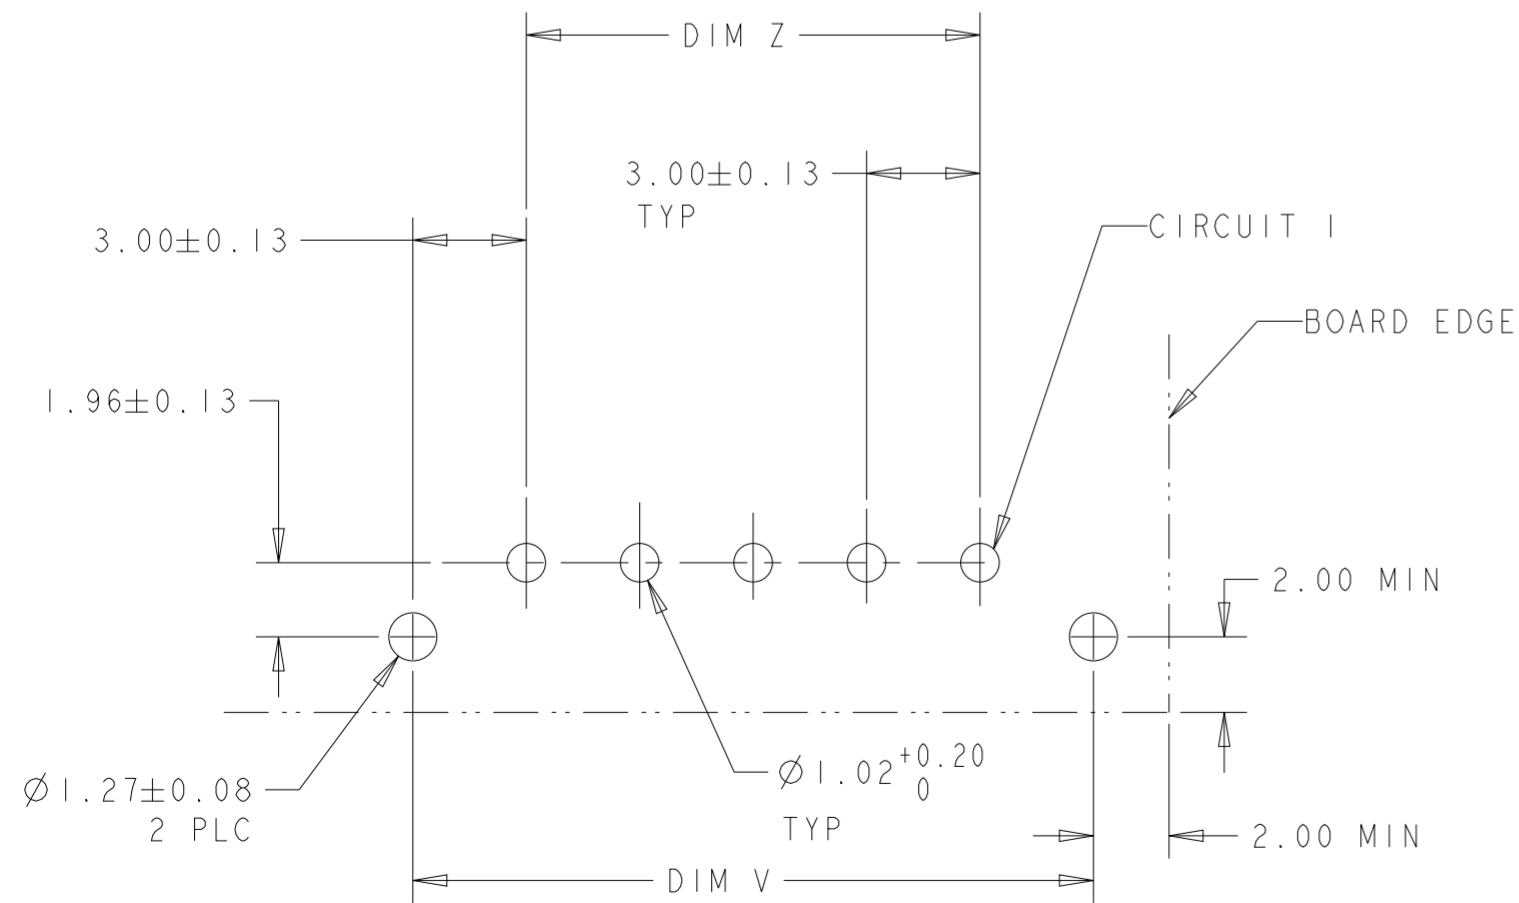 DIM Z
3.00±0.13
TYP
3.00±0.13
CIRCUIT 1
BOARD EDGE
1.96±0.13
2.00 MIN
Ø1.27±0.08
2 PLC
Ø1.02 +0.20
0
TYP
2.00 MIN
DIM V